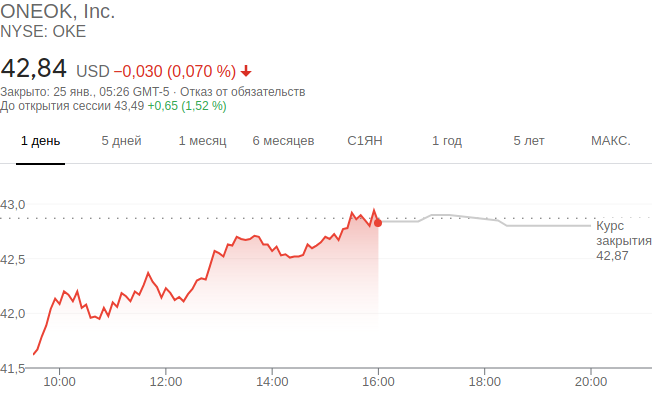 ONEOK, Inc.
NYSE: OKE
42,84 USD −0,030 (0,070 %)
Закрыто: 25 янв., 05:26 GMT-5 · Отказ от обязательств
До открытия сессии 43,49 +0,65 (1,52 %)
1 день 5 дней 1 месяц 6 месяцев С1ЯН 1 год 5 лет МАКС.
43,0
Курс
закрытия
42,87
42,5
42,0
41,5
10:00 12:00 14:00 16:00 18:00 20:00